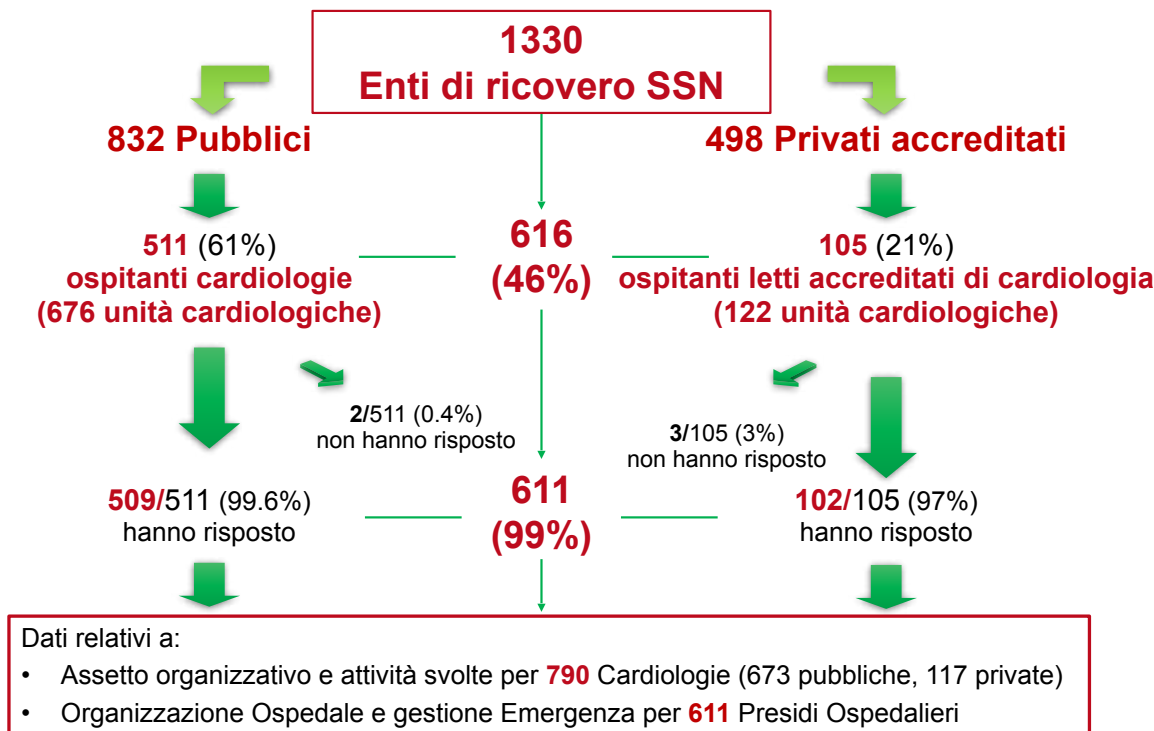 1330
Enti di ricovero SSN
832 Pubblici
498 Privati accreditati
511 (61%)
ospitanti cardiologie
(676 unità cardiologiche)
616
(46%)
105 (21%)
ospitanti letti accreditati di cardiologia
(122 unità cardiologiche)
2/511 (0.4%)
non hanno risposto
3/105 (3%)
non hanno risposto
509/511 (99.6%)
hanno risposto
611
(99%)
102/105 (97%)
hanno risposto
Dati relativi a:
• Assetto organizzativo e attività svolte per 790 Cardiologie (673 pubbliche, 117 private)
• Organizzazione Ospedale e gestione Emergenza per 611 Presidi Ospedalieri